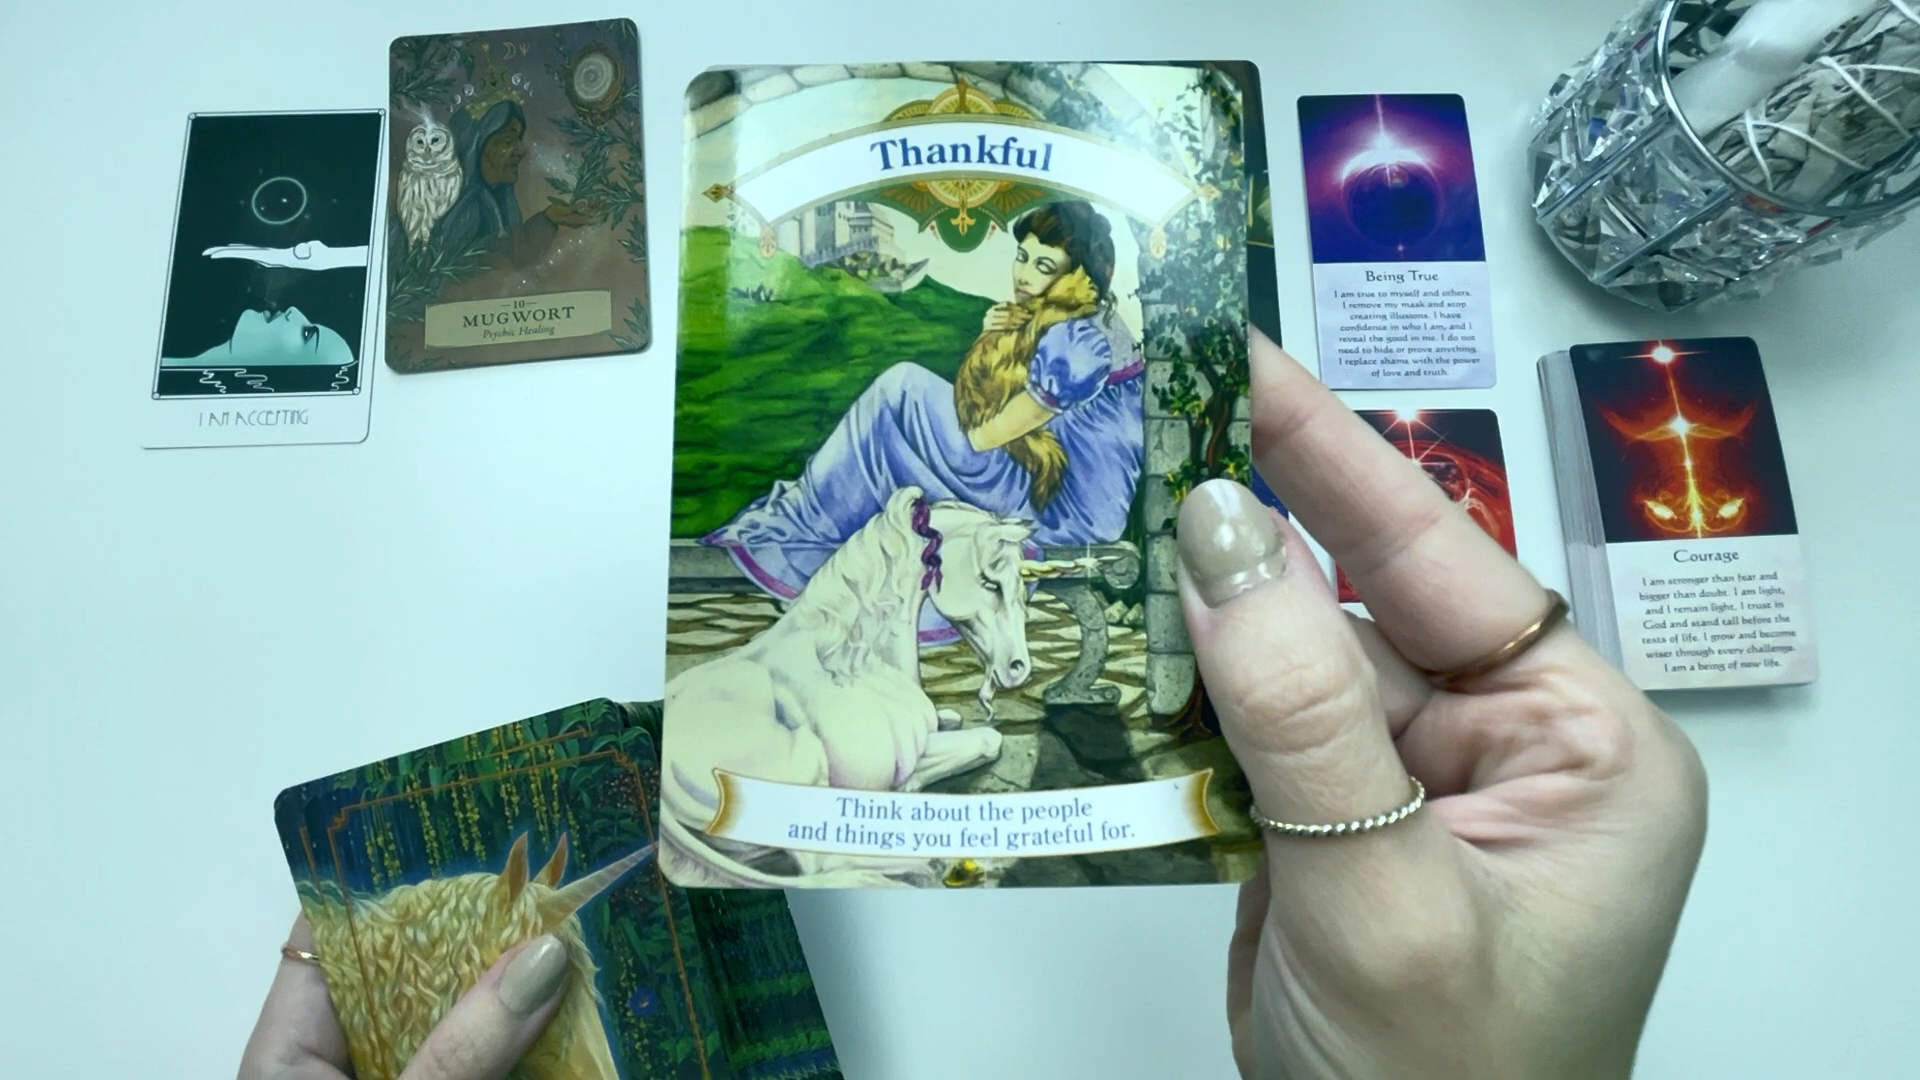 Thankful
Think about the people
and things you feel grateful for.
I AM ACCEPTING
10
MUGWORT
Psychic Healing
Being True
I am true to myself and others.
I remove my mask and stop
creating illusions. I have
confidence in who I am, and I
reveal the good in me. I do not
need to hide or prove anything.
I replace shame with the power
of love and truth.
Courage
I am stronger than fear and
bigger than doubt. I am light,
and I remain light. I trust in
God and stand tall before the
tests of life. I grow and become
wiser through every challenge.
I am a being of new life.